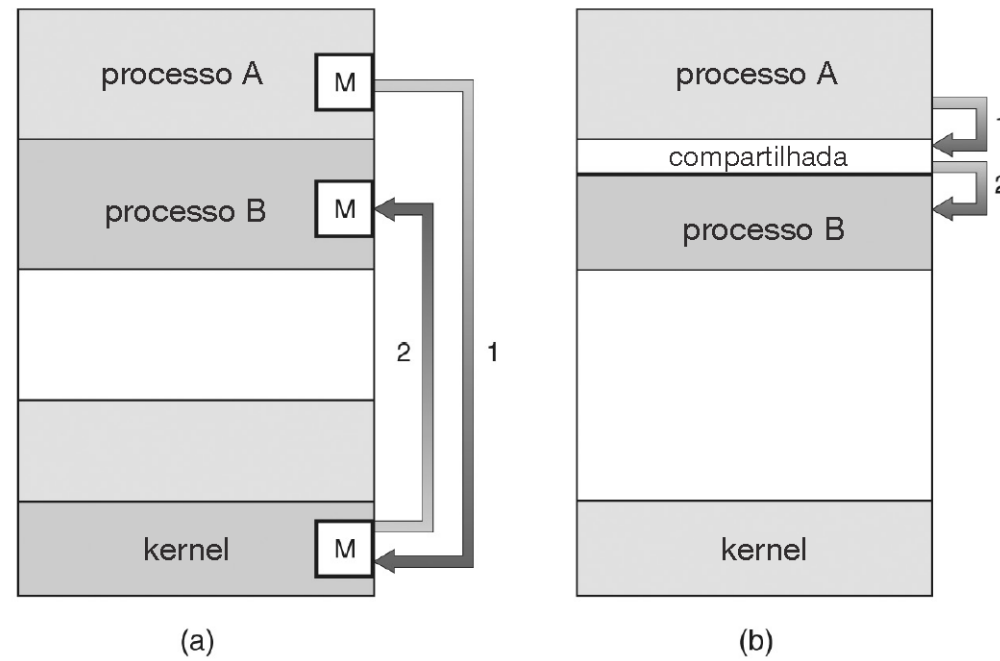 processo A
M
processo B
M
2
1
kernel
M
(a)
processo A
1
compartilhada
2
processo B
kernel
(b)